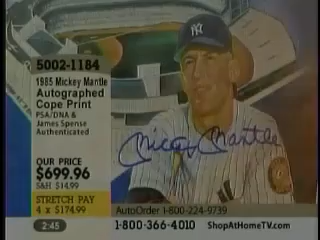 5002-1184
1985 Mickey Mantle
Autographed
Cope Print
PSA/DNA &
James Spense
Authenticated
OUR PRICE
$699.96
S&H $14.99
STRETCH PAY
4 x $174.99
Mickey Mantle
AutoOrder 1-800-224-9739
2:45
1-800-366-4010
ShopAtHomeTV.com